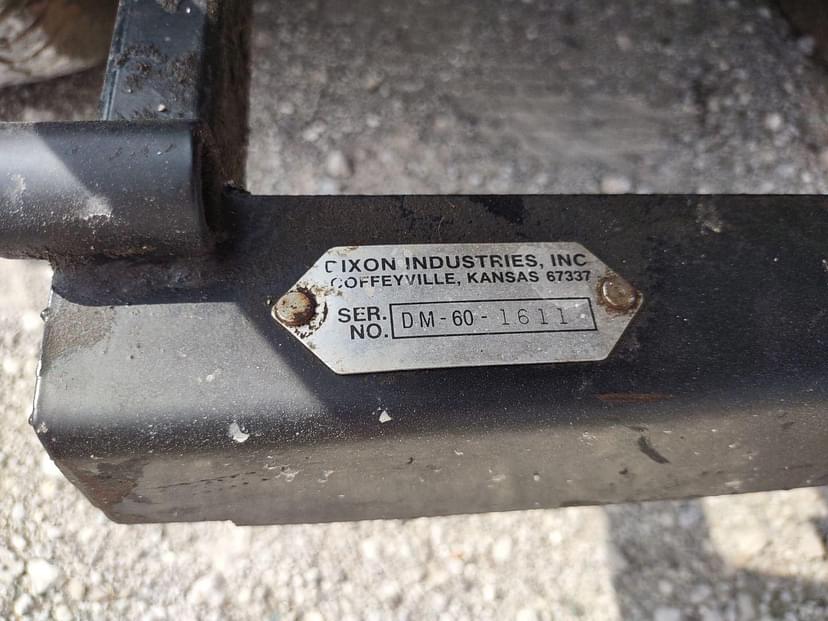 DIXON INDUSTRIES, INC
COFFEYVILLE, KANSAS 67337
SER. NO. DM-60-1611